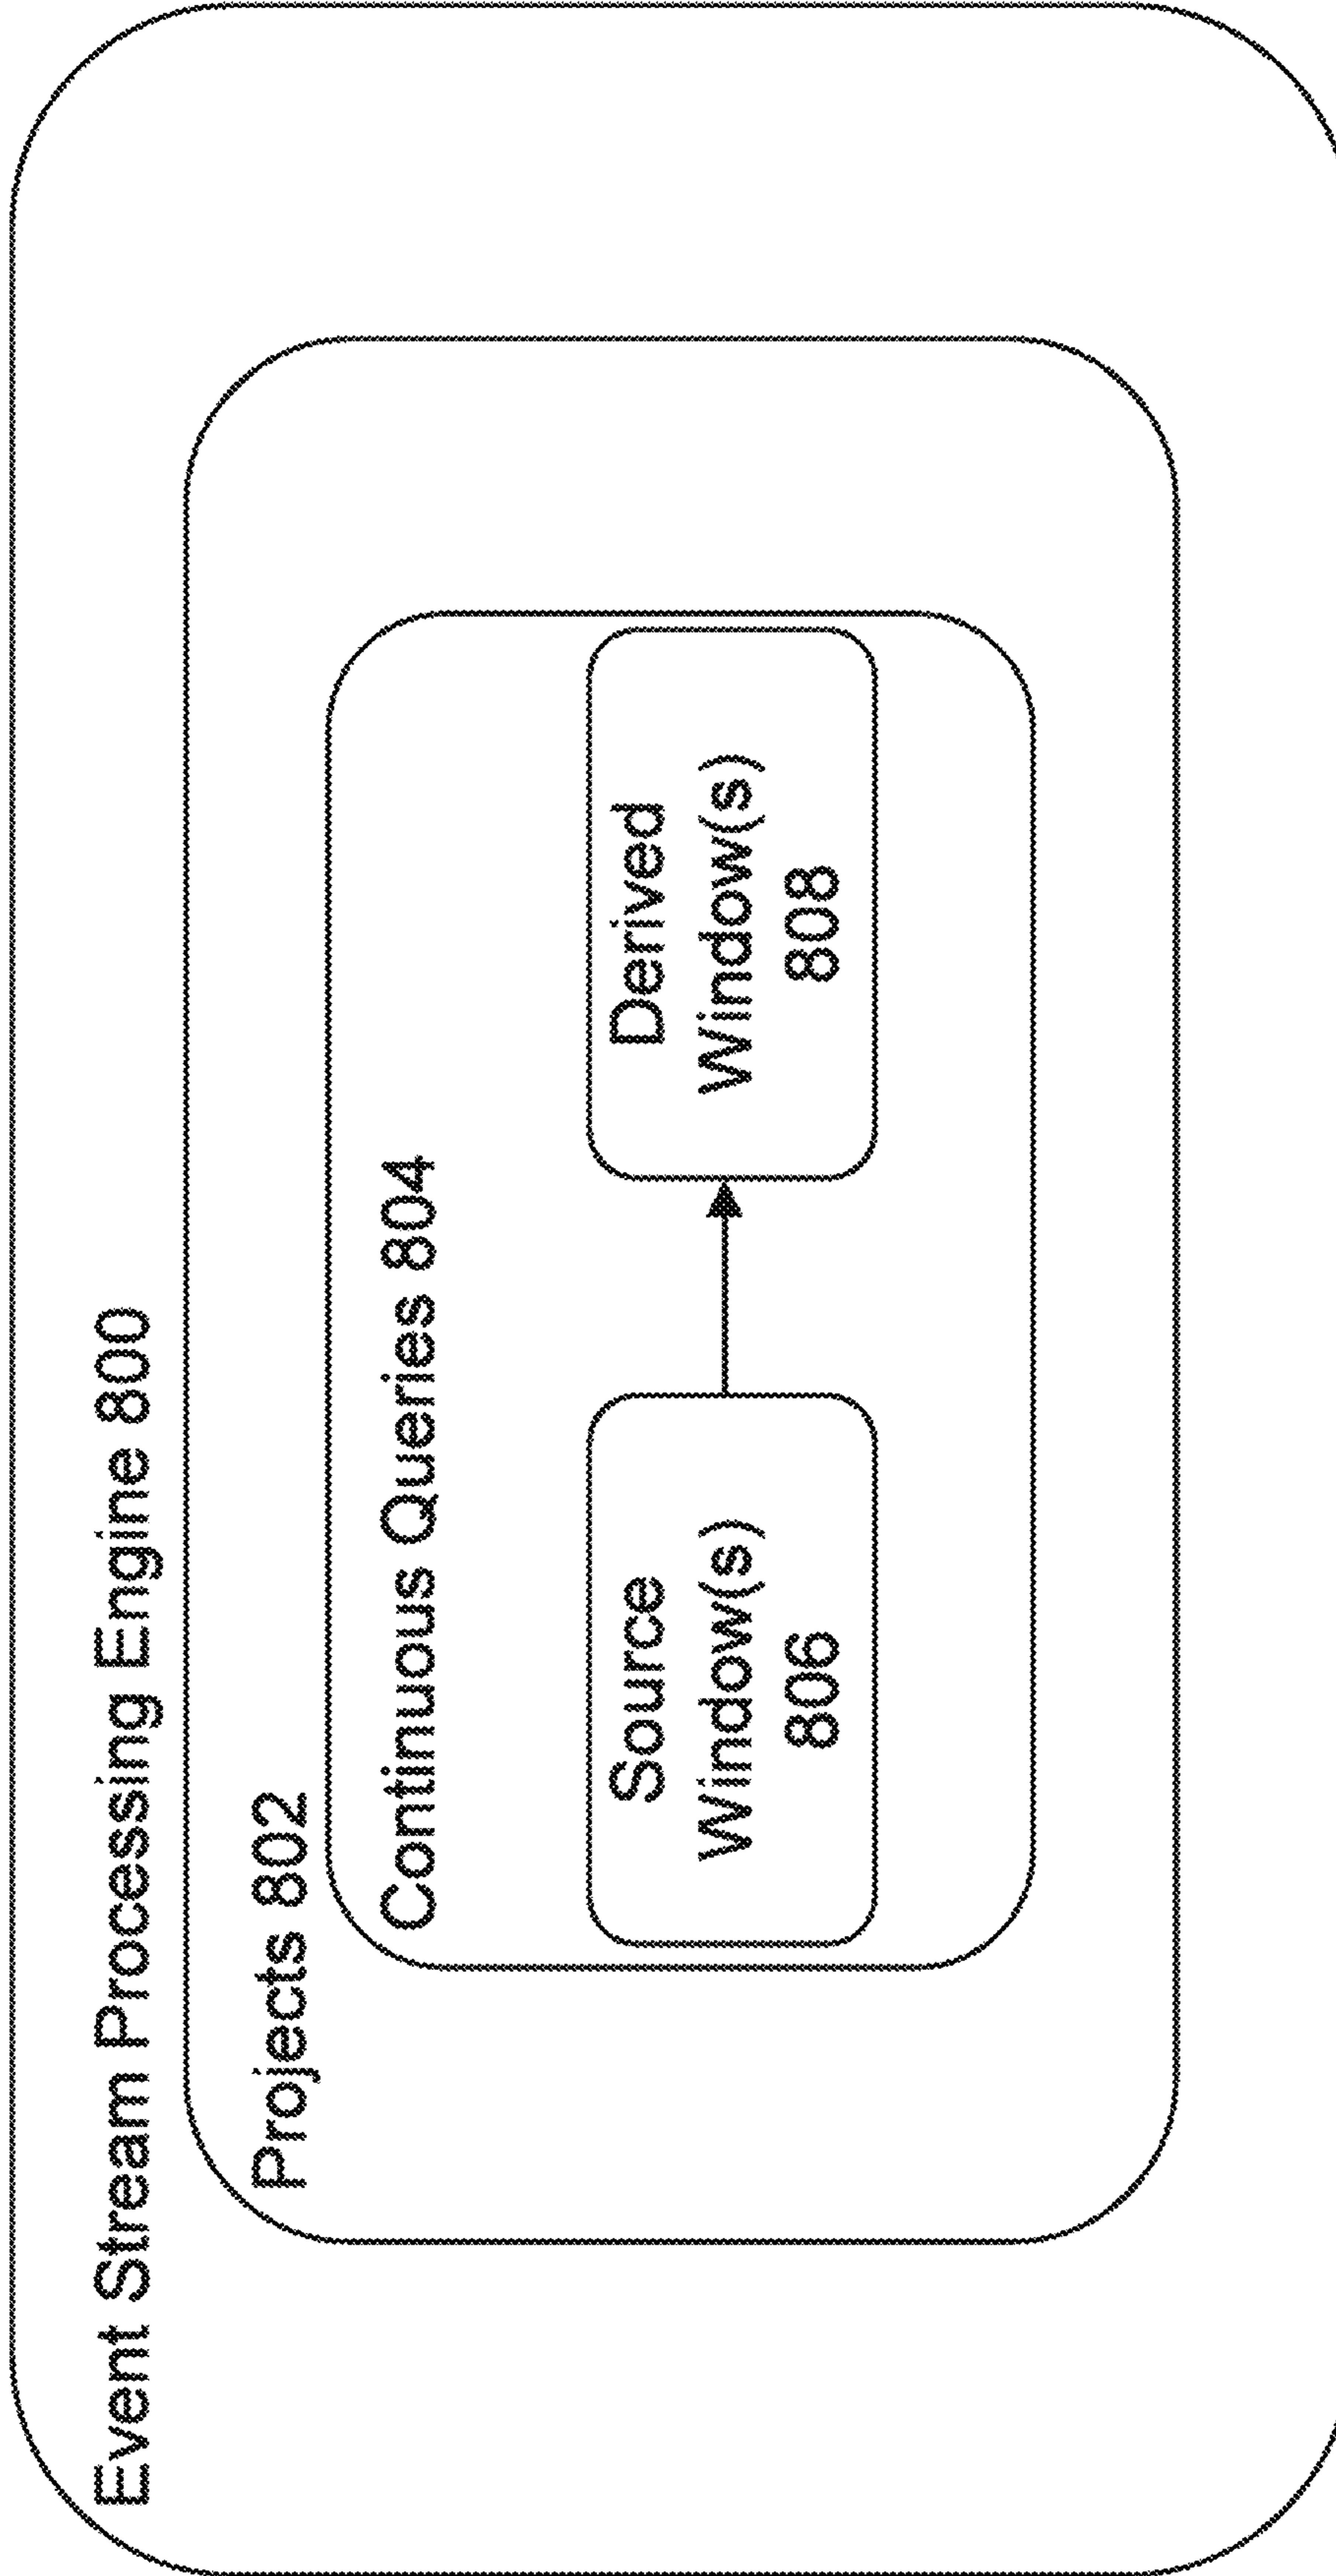 Event Stream Processing Engine 800
Projects 802
Continuous Queries 804
Source
Window(s)
806
Derived
Window(s)
808